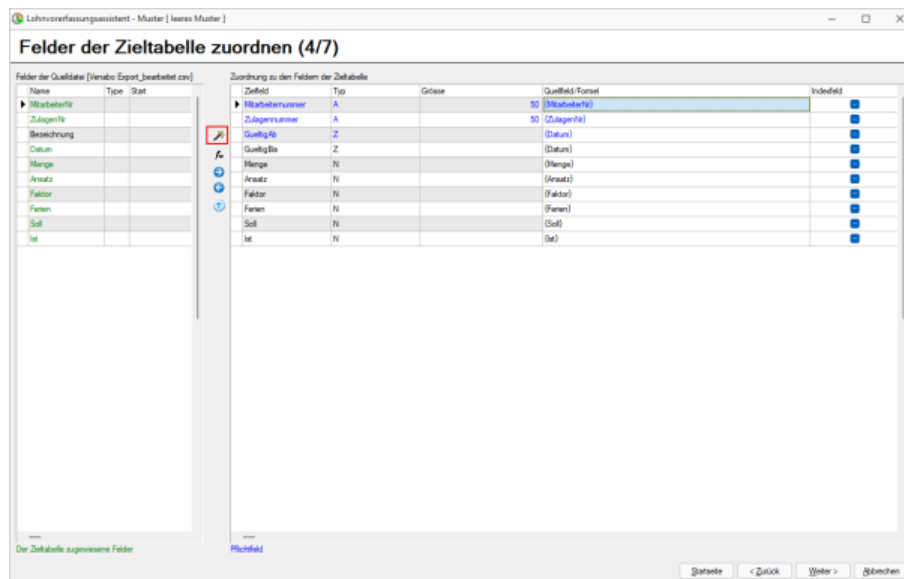 Lohnvorerfassungsassistent - Muster [ leeres Muster ]
Felder der Zieltabelle zuordnen (4/7)
Felder der Quelldatei [Venabo Export_bearbeitet.csv]
Name Type Start
MitarbeiterNr
ZulagenNr
Bezeichnung
Datum
Menge
Ansatz
Faktor
Ferien
Soll
Ist
Der Zieltabelle zugewiesene Felder
Zuordnung zu den Feldern der Zieltabelle
Zielfeld Typ Grösse Quellfeld/Formel Indexfeld
Mitarbeiternummer A 50 {MitarbeiterNr}
Zulagennummer A 50 {ZulagenNr}
GueltigAb Z {Datum}
GueltigBis Z {Datum}
Menge N {Menge}
Ansatz N {Ansatz}
Faktor N {Faktor}
Ferien N {Ferien}
Soll N {Soll}
Ist N {Ist}
Pflichtfeld
Startseite < Zurück Weiter > Abbrechen